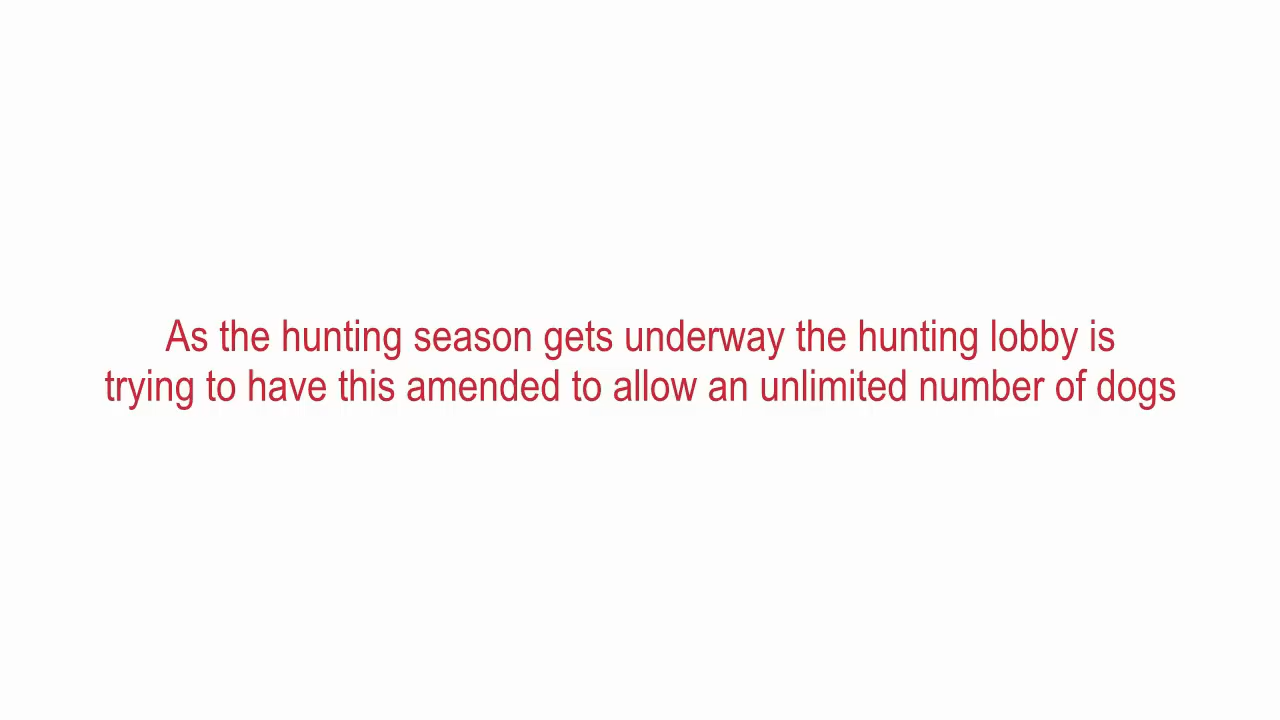 As the hunting season gets underway the hunting lobby is
trying to have this amended to allow an unlimited number of dogs